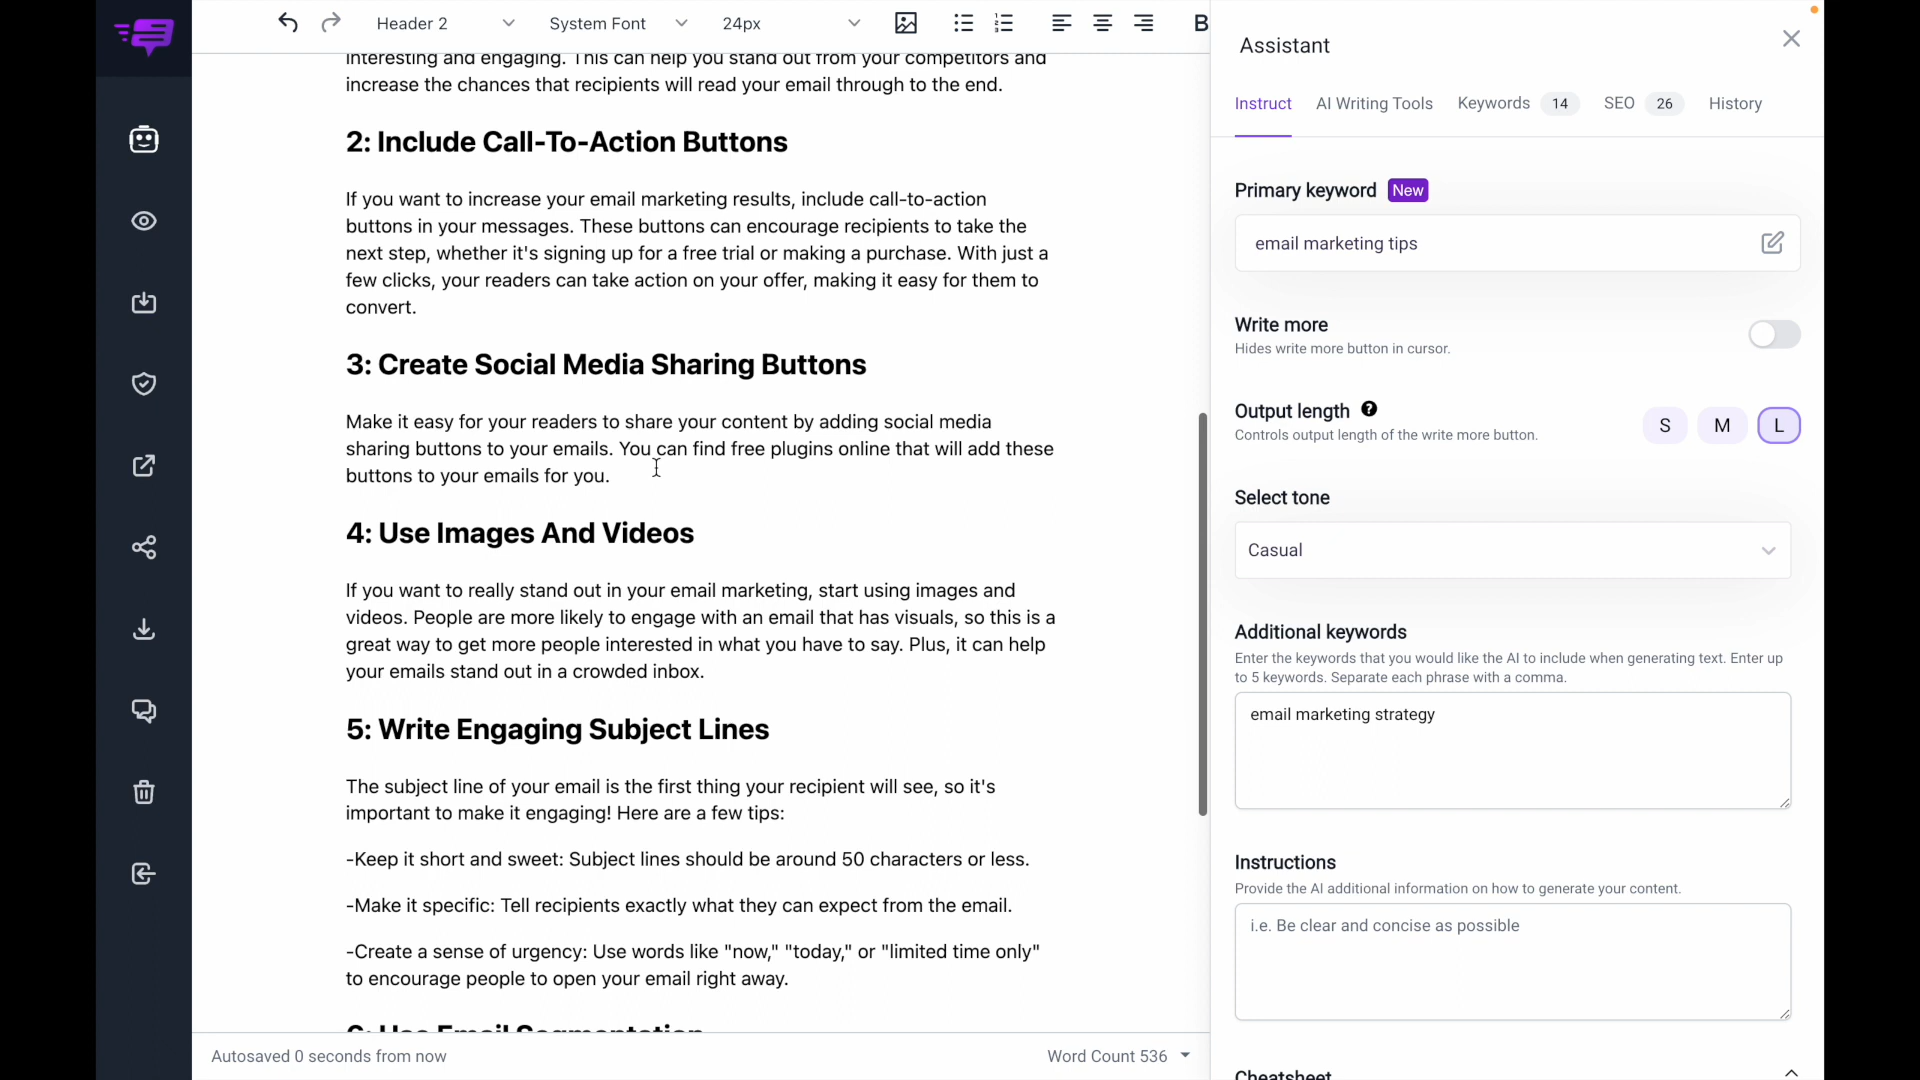 Header 2
System Font
24px
B
interesting and engaging. This can help you stand out from your competitors and
increase the chances that recipients will read your email through to the end.
2: Include Call-To-Action Buttons
If you want to increase your email marketing results, include call-to-action
buttons in your messages. These buttons can encourage recipients to take the
next step, whether it's signing up for a free trial or making a purchase. With just a
few clicks, your readers can take action on your offer, making it easy for them to
convert.
3: Create Social Media Sharing Buttons
Make it easy for your readers to share your content by adding social media
sharing buttons to your emails. You can find free plugins online that will add these
buttons to your emails for you.
4: Use Images And Videos
If you want to really stand out in your email marketing, start using images and
videos. People are more likely to engage with an email that has visuals, so this is a
great way to get more people interested in what you have to say. Plus, it can help
your emails stand out in a crowded inbox.
5: Write Engaging Subject Lines
The subject line of your email is the first thing your recipient will see, so it's
important to make it engaging! Here are a few tips:
-Keep it short and sweet: Subject lines should be around 50 characters or less.
-Make it specific: Tell recipients exactly what they can expect from the email.
-Create a sense of urgency: Use words like "now," "today," or "limited time only"
to encourage people to open your email right away.
6: Use Email Segmentation
Autosaved 0 seconds from now
Word Count 536
Assistant
Instruct
AI Writing Tools
Keywords 14
SEO 26
History
Primary keyword New
email marketing tips
Write more
Hides write more button in cursor.
Output length ?
Controls output length of the write more button.
S M L
Select tone
Casual
Additional keywords
Enter the keywords that you would like the AI to include when generating text. Enter up
to 5 keywords. Separate each phrase with a comma.
email marketing strategy
Instructions
Provide the AI additional information on how to generate your content.
i.e. Be clear and concise as possible
Cheatsheet